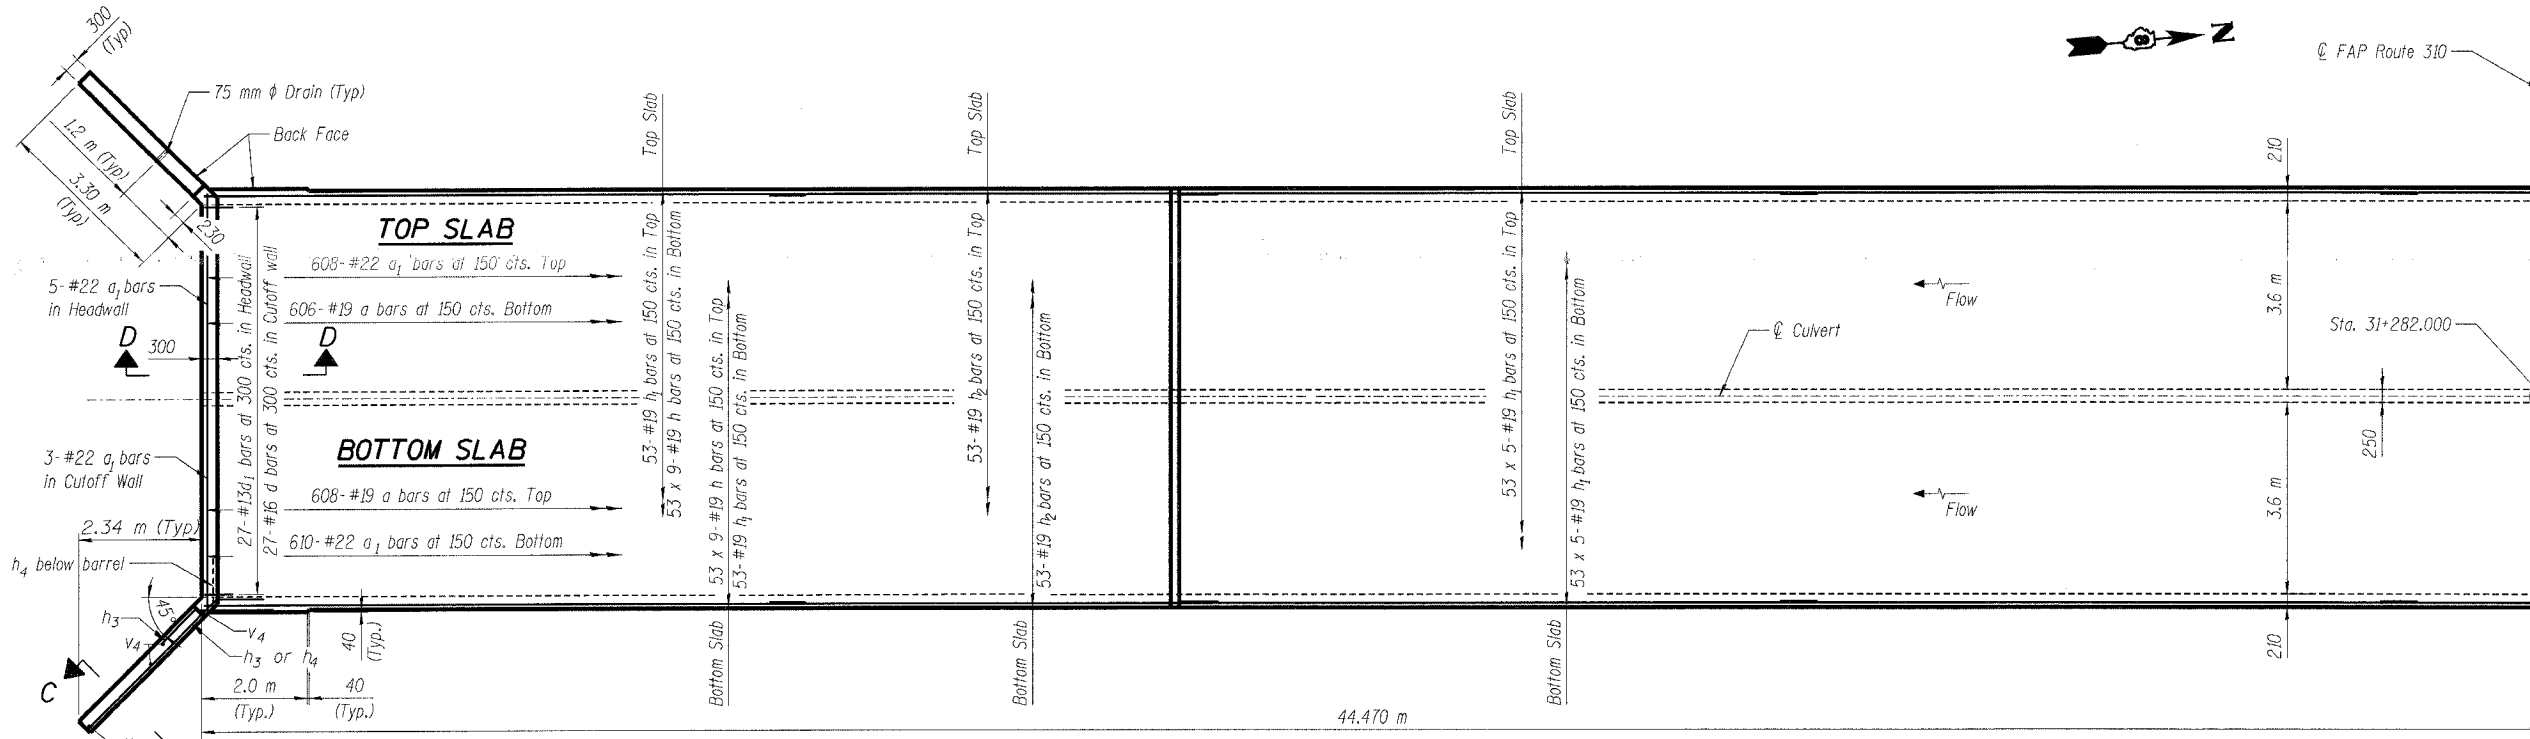 300
(Typ)
75 mm ϕ Drain (Typ)
Back Face
1.2 m (Typ)
3.30 m
(Typ)
230
N
℄ FAP Route 310
Top Slab
Top Slab
Top Slab
210
TOP SLAB
608-#22 a1 bars at 150 cts. Top
606-#19 a bars at 150 cts. Bottom
5-#22 a1 bars
in Headwall
D
300
D
27-#13d1 bars at 300 cts. in Headwall
27-#16 d bars at 300 cts. in Cutoff wall
53-#19 h1 bars at 150 cts. in Top
53 x 9-#19 h bars at 150 cts. in Bottom
53 x 9-#19 h bars at 150 cts. in Top
53-#19 h1 bars at 150 cts. in Bottom
53-#19 h2 bars at 150 cts. in Top
53-#19 h2 bars at 150 cts. in Bottom
53 x 5-#19 h1 bars at 150 cts. in Top
53 x 5-#19 h1 bars at 150 cts. in Bottom
Flow
3.6 m
℄ Culvert
Sta. 31+282.000
250
BOTTOM SLAB
3-#22 a1 bars
in Cutoff Wall
608-#19 a bars at 150 cts. Top
610-#22 a1 bars at 150 cts. Bottom
Flow
3.6 m
2.34 m (Typ)
h4 below barrel
45°
h3
v4
v4
h3 or h4
C
40
(Typ.)
2.0 m
(Typ.)
40
(Typ.)
Bottom Slab
Bottom Slab
Bottom Slab
210
44.470 m